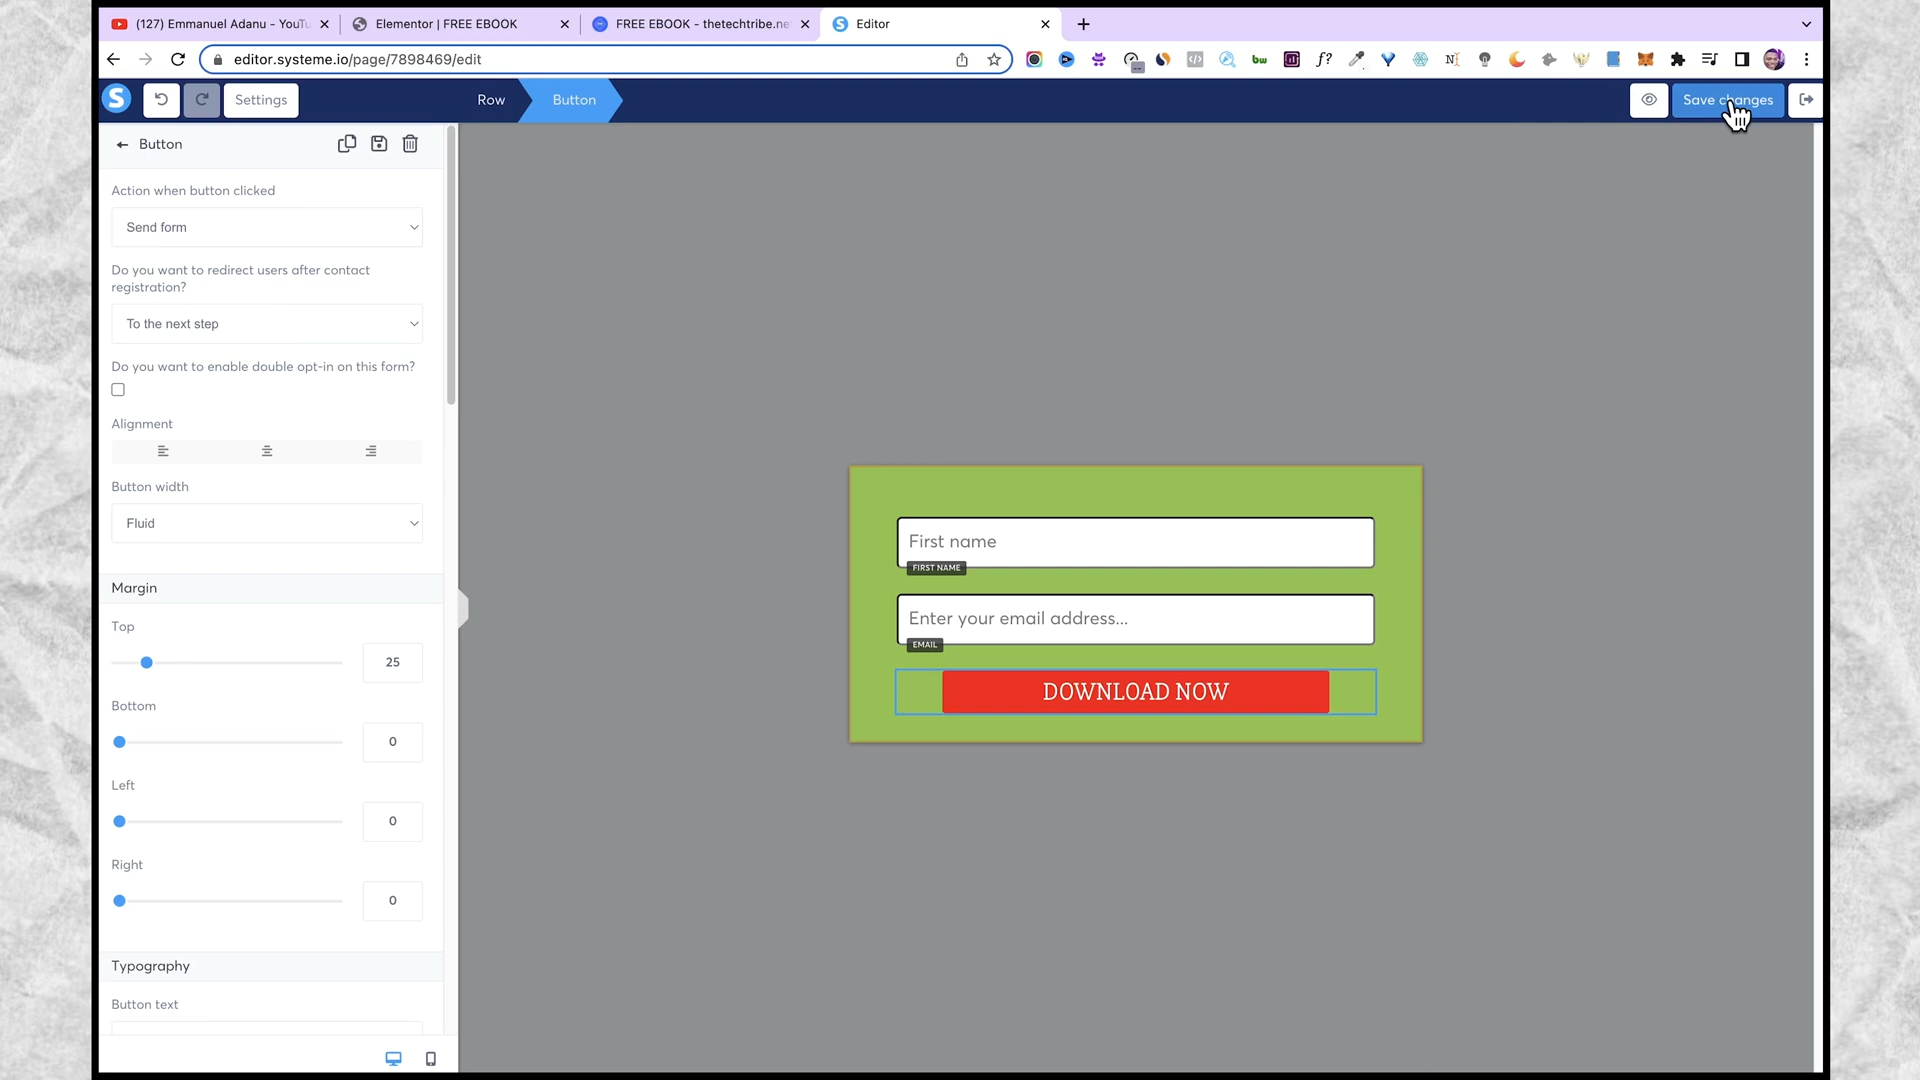 (127) Emmanuel Adanu - YouTu
Elementor | FREE EBOOK
FREE EBOOK - thetechtribe.ne
Editor
editor.systeme.io/page/7898469/edit
Settings
Row
Button
Save changes
Button
Action when button clicked
Send form
Do you want to redirect users after contact
registration?
To the next step
Do you want to enable double opt-in on this form?
Alignment
Button width
Fluid
Margin
Top
25
Bottom
0
Left
0
Right
0
Typography
Button text
First name
FIRST NAME
Enter your email address...
EMAIL
DOWNLOAD NOW